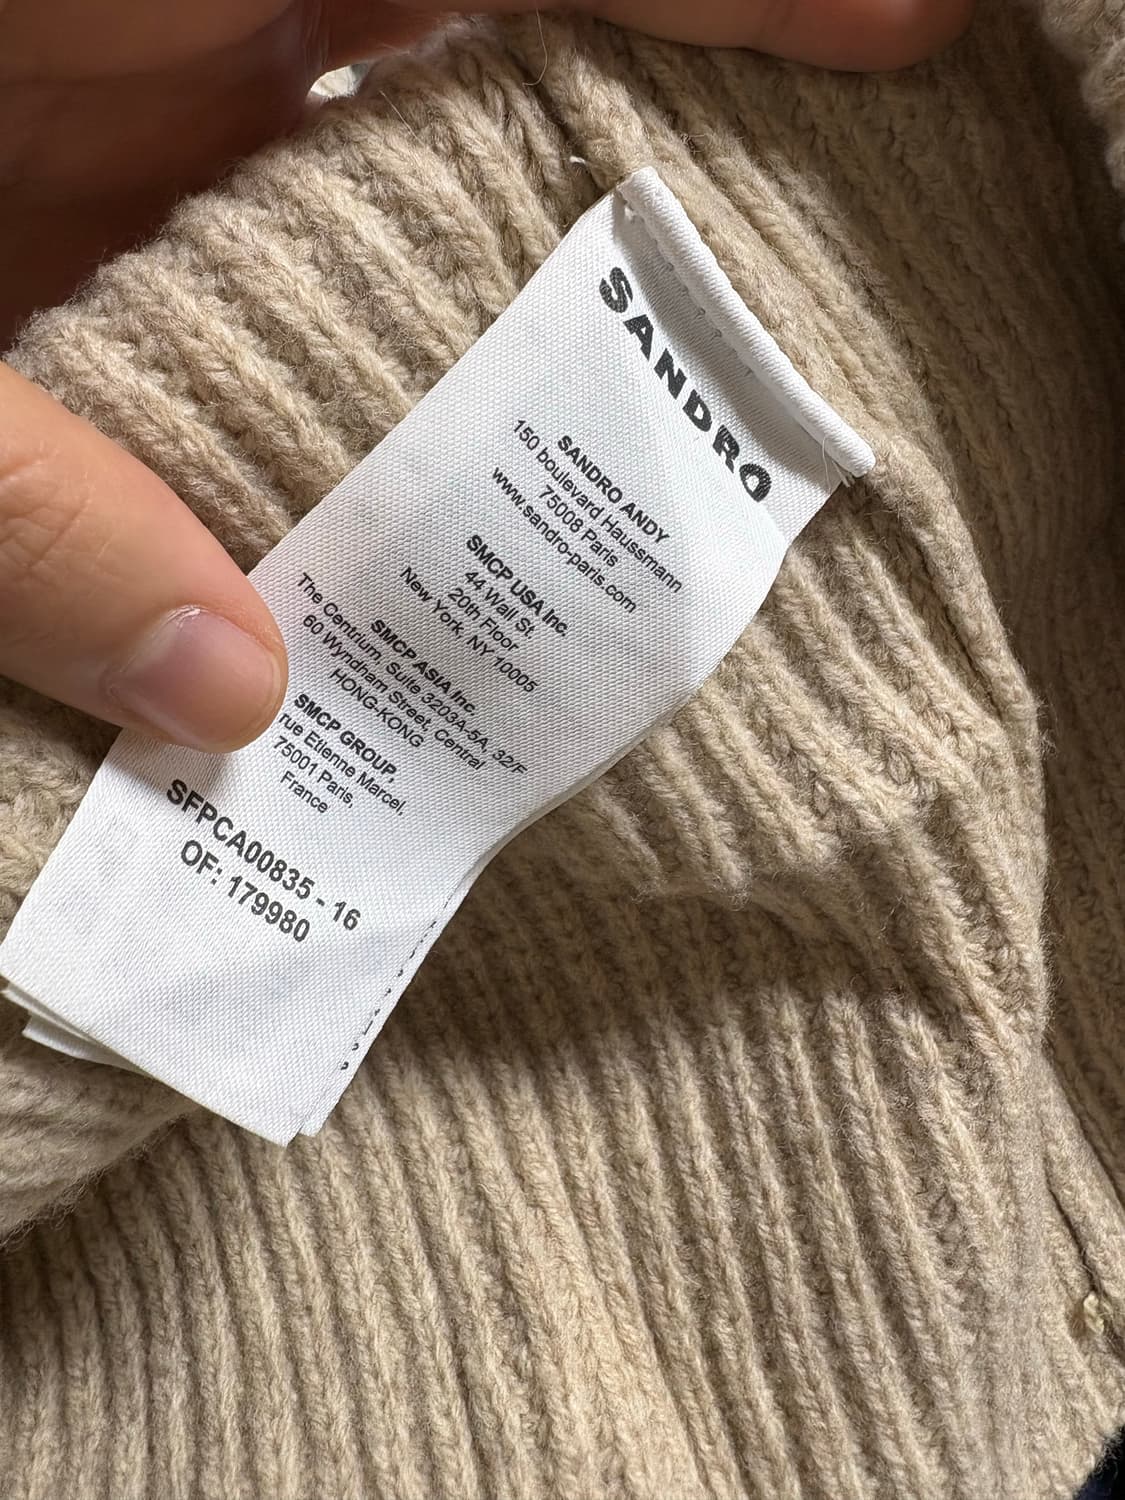 SANDRO
SANDRO ANDY
150 boulevard Haussmann
75008 Paris
www.sandro-paris.com
SMCP USA Inc.
44 Wall St.
20th Floor
New York, NY 10005
SMCP ASIA Inc.
The Centrium, Suite 3203A-5A, 32/F
60 Wyndham Street, Central
HONG-KONG
SMCP GROUP,
rue Etienne Marcel,
75001 Paris,
France
SFPCA00835 - 16
OF: 179980